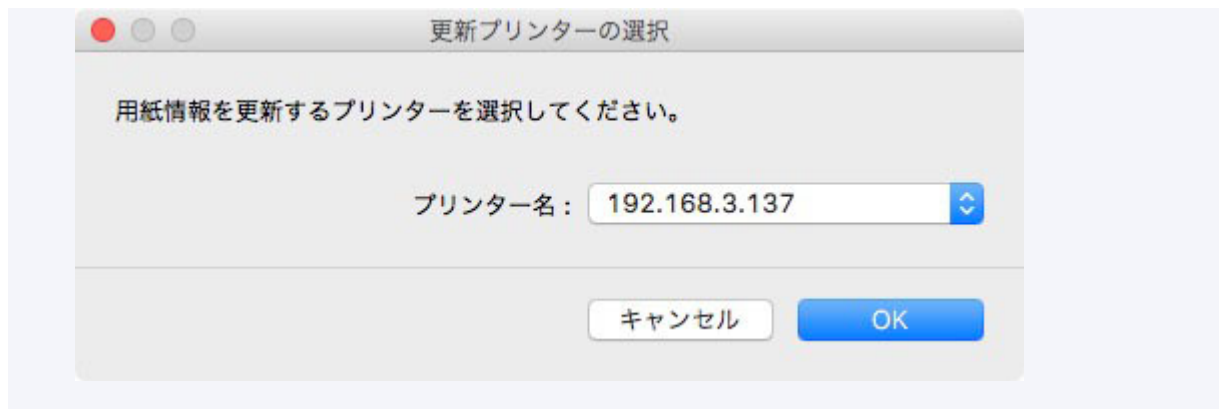 更新プリンターの選択
用紙情報を更新するプリンターを選択してください。
プリンター名： 192.168.3.137
キャンセル OK